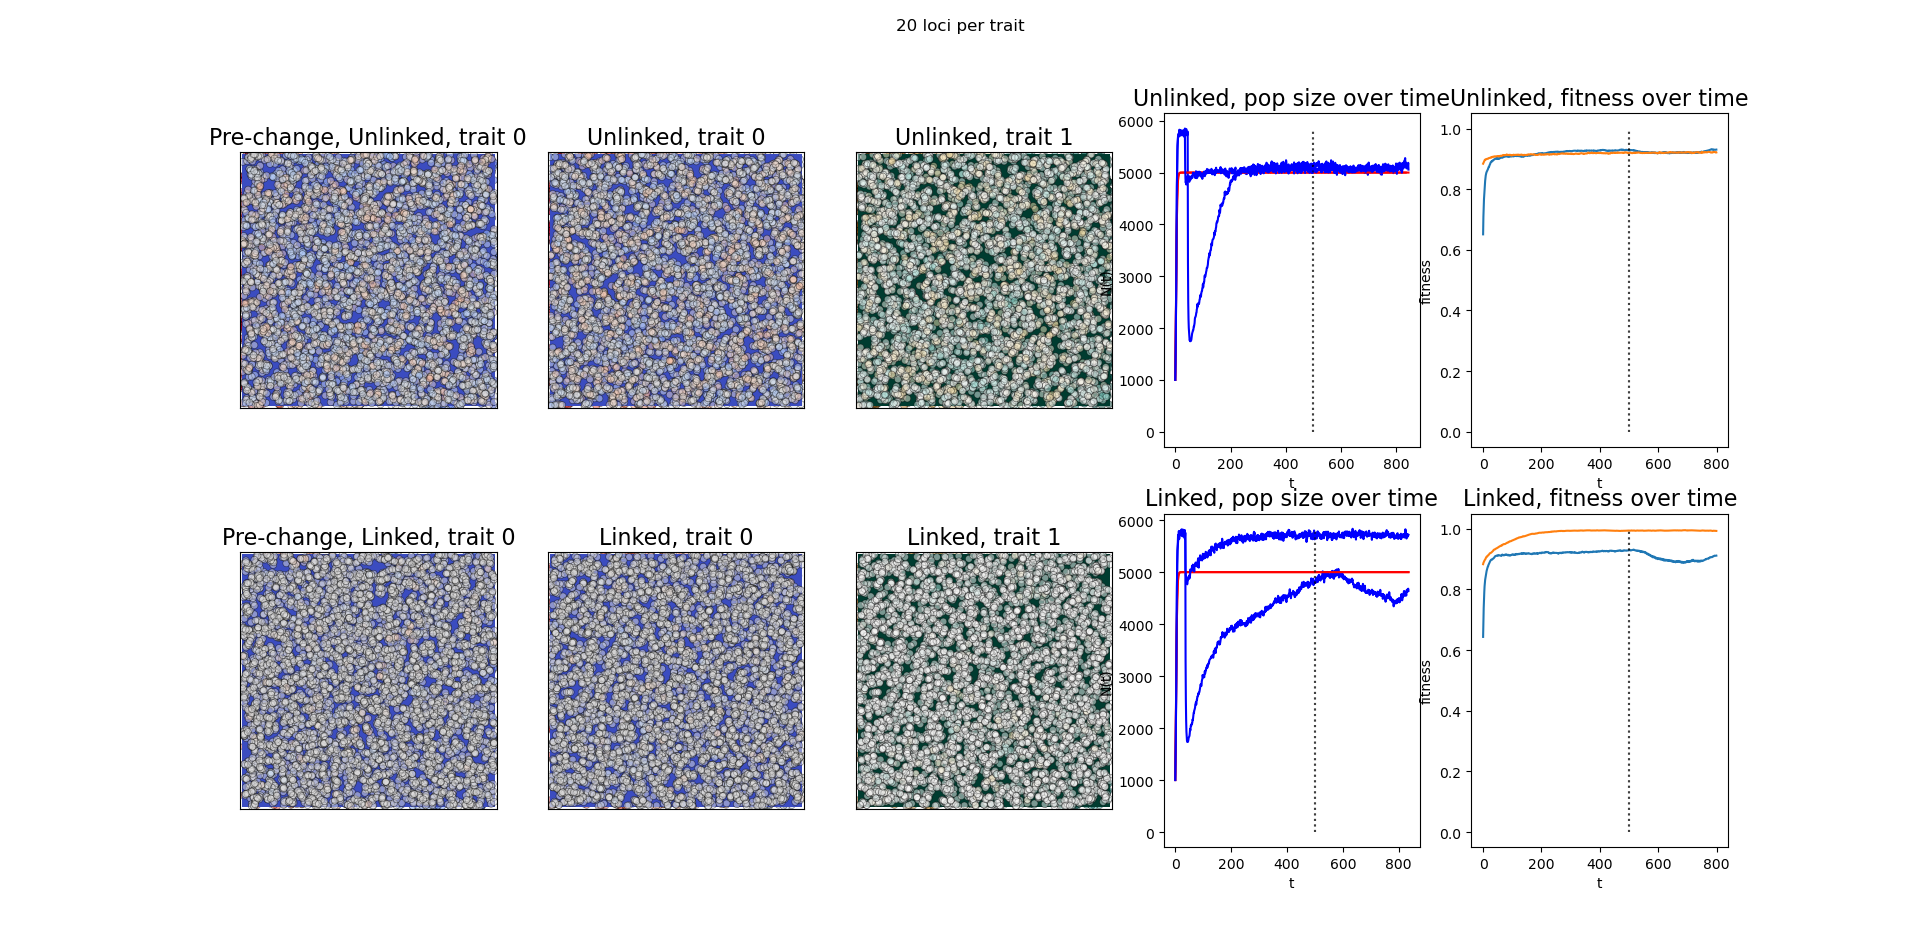 20 loci per trait
Pre-change, Unlinked, trait 0
Unlinked, trait 0
Unlinked, trait 1
Unlinked, pop size over time
6000
5000
4000
3000
2000
1000
0
N(t)
0 200 400 600 800
t
Unlinked, fitness over time
1.0
0.8
0.6
0.4
0.2
0.0
fitness
0 200 400 600 800
t
Pre-change, Linked, trait 0
Linked, trait 0
Linked, trait 1
Linked, pop size over time
6000
5000
4000
3000
2000
1000
0
N(t)
0 200 400 600 800
t
Linked, fitness over time
1.0
0.8
0.6
0.4
0.2
0.0
fitness
0 200 400 600 800
t